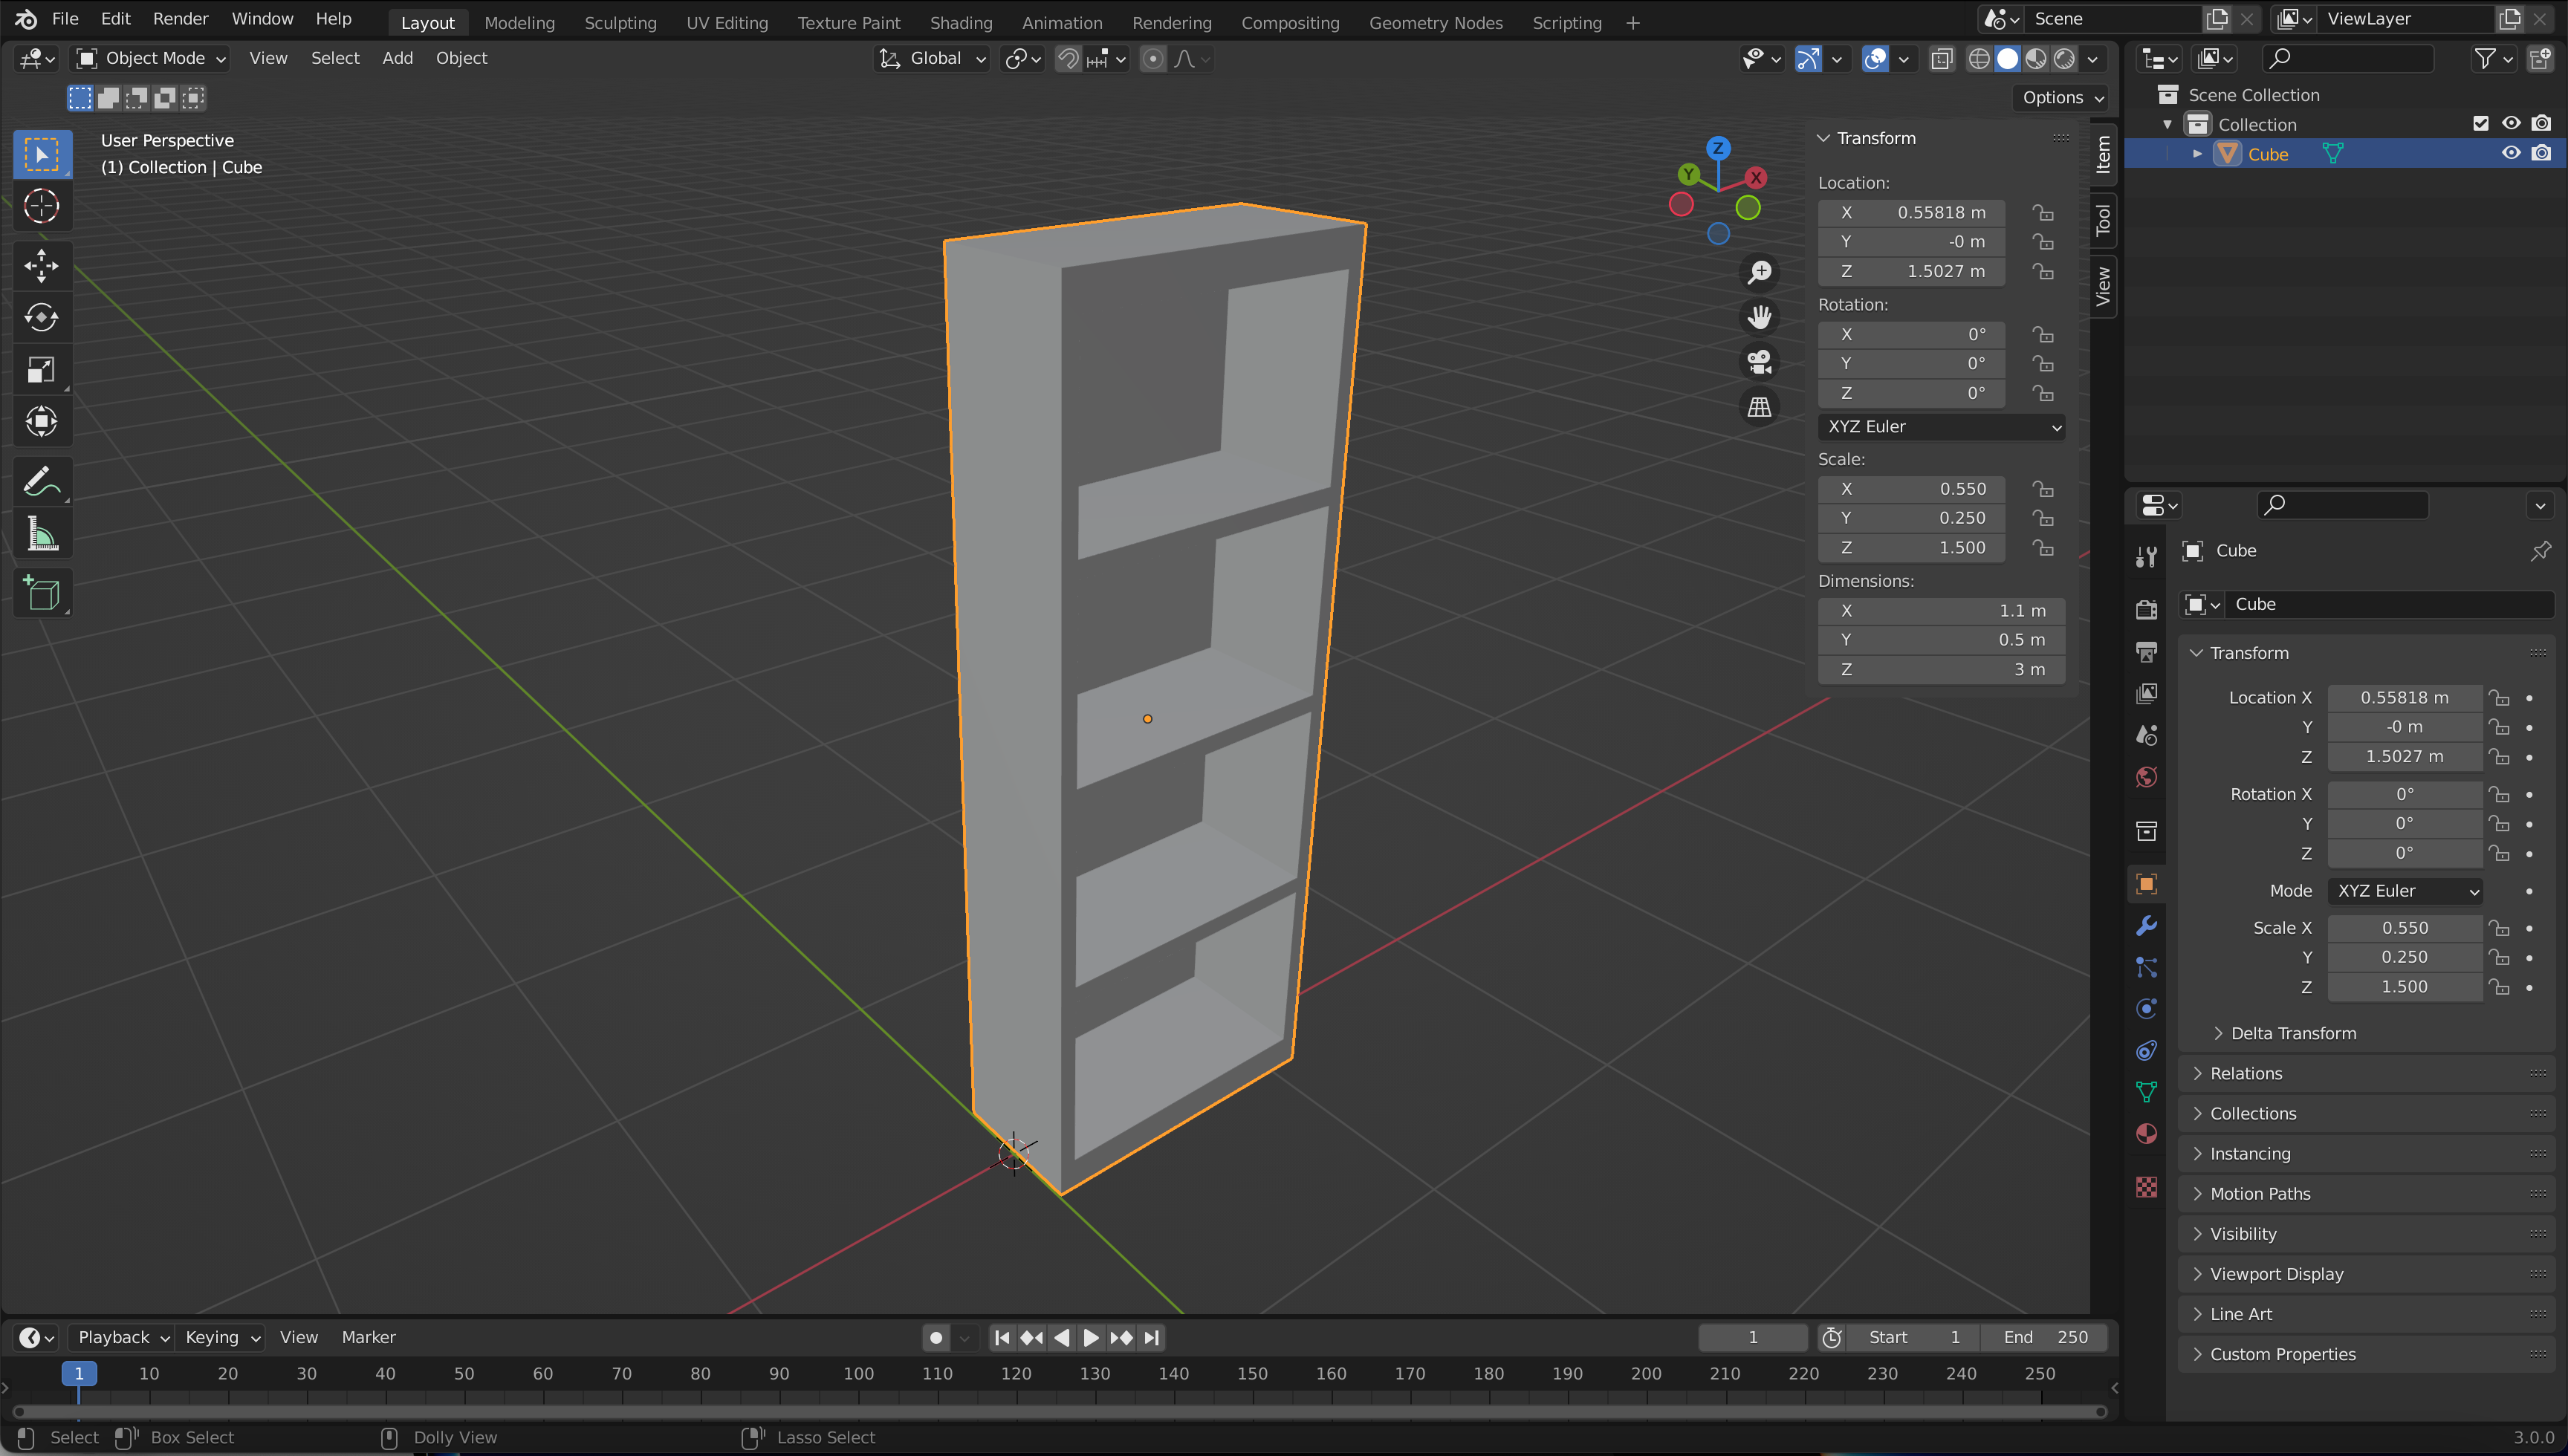 File Edit Render Window Help Layout Modeling Sculpting UV Editing Texture Paint Shading Animation Rendering Compositing Geometry Nodes Scripting + Scene ViewLayer
Object Mode View Select Add Object Global
Options
User Perspective
(1) Collection | Cube
Z
Y
X
Transform
Location:
X 0.55818 m
Y -0 m
Z 1.5027 m
Rotation:
X 0°
Y 0°
Z 0°
XYZ Euler
Scale:
X 0.550
Y 0.250
Z 1.500
Dimensions:
X 1.1 m
Y 0.5 m
Z 3 m
Item
Tool
View
Scene Collection
Collection
Cube
Cube
Cube
Transform
Location X 0.55818 m
Y -0 m
Z 1.5027 m
Rotation X 0°
Y 0°
Z 0°
Mode XYZ Euler
Scale X 0.550
Y 0.250
Z 1.500
Delta Transform
Relations
Collections
Instancing
Motion Paths
Visibility
Viewport Display
Line Art
Custom Properties
Playback Keying View Marker 1 Start 1 End 250
1 10 20 30 40 50 60 70 80 90 100 110 120 130 140 150 160 170 180 190 200 210 220 230 240 250
Select Box Select Dolly View Lasso Select 3.0.0